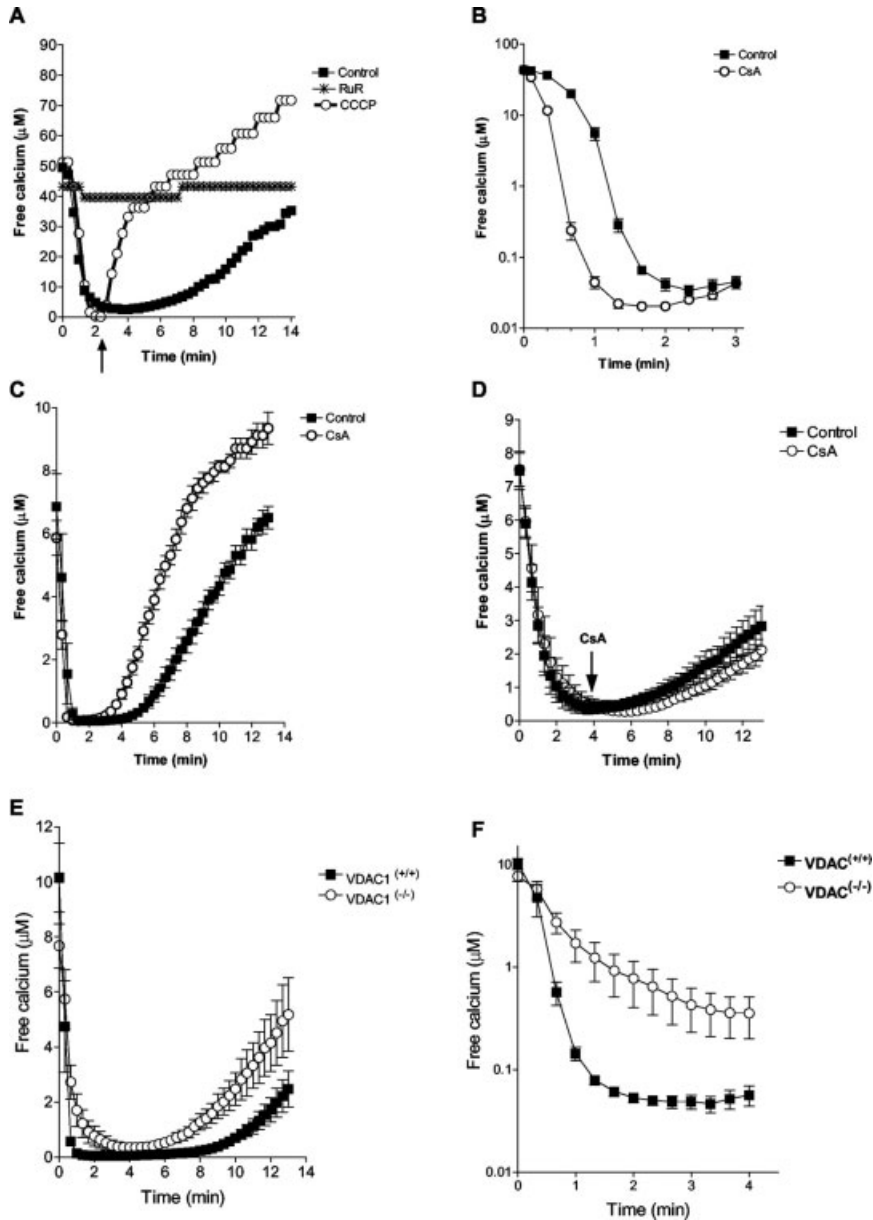 A
Free calcium (μM)
90
80
70
60
50
40
30
20
10
0
0 2 4 6 8 10 12 14
Time (min)
Control
RuR
CCCP
B
Free calcium (μM)
100
10
1
0.1
0.01
0 1 2 3
Time (min)
Control
CsA
C
Free calcium (μM)
10
8
6
4
2
0
0 2 4 6 8 10 12 14
Time (min)
Control
CsA
D
Free calcium (μM)
9
8
7
6
5
4
3
2
1
0
0 2 4 6 8 10 12
Time (min)
CsA
Control
CsA
E
Free calcium (μM)
12
10
8
6
4
2
0
0 2 4 6 8 10 12 14
Time (min)
VDAC1 (+/+)
VDAC1 (-/-)
F
Free calcium (μM)
10
1
0.1
0.01
0 1 2 3 4
Time (min)
VDAC(+/+)
VDAC(-/-)